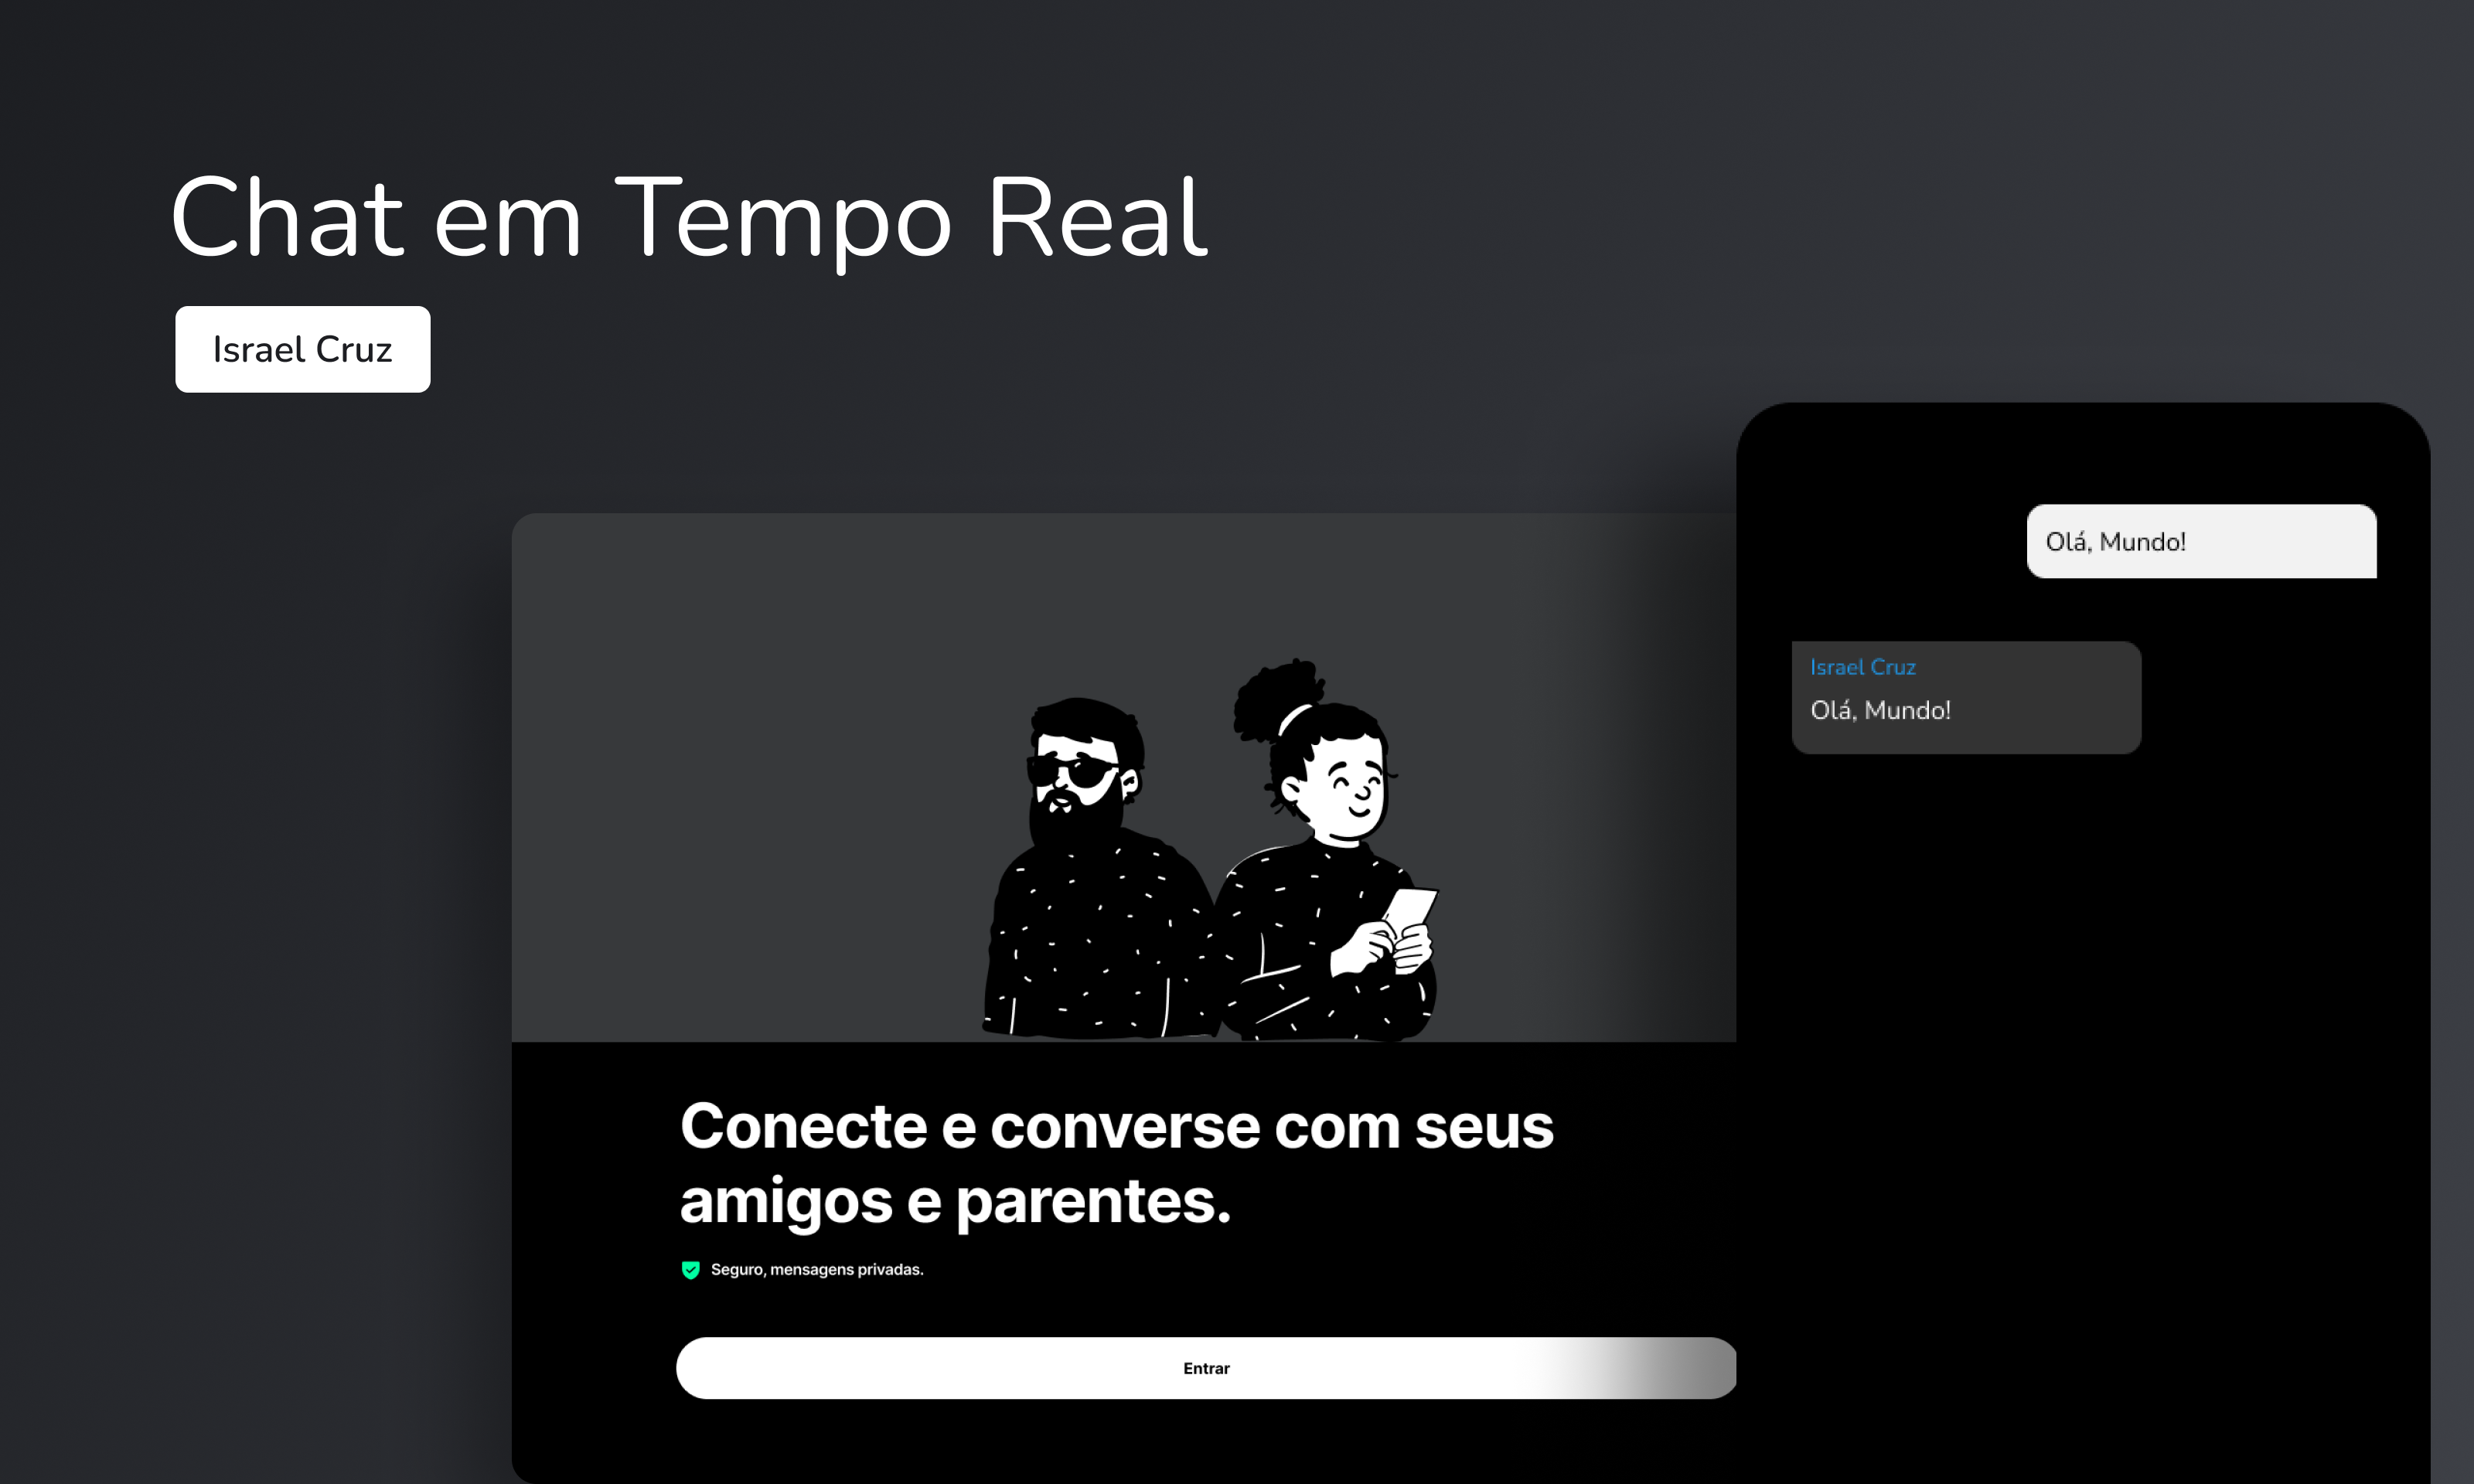 Chat em Tempo Real
Israel Cruz
Olá, Mundo!
Israel Cruz
Olá, Mundo!
Conecte e converse com seus
amigos e parentes.
Seguro, mensagens privadas.
Entrar